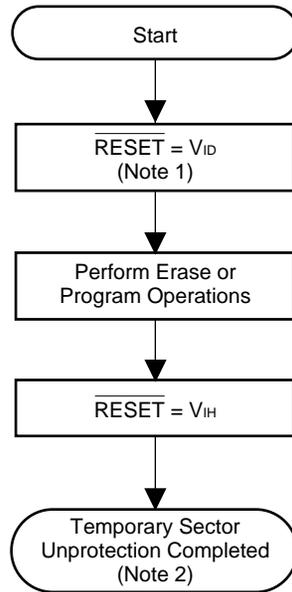 Start
RESET = VID
(Note 1)
Perform Erase or
Program Operations
RESET = VIH
Temporary Sector
Unprotection Completed
(Note 2)